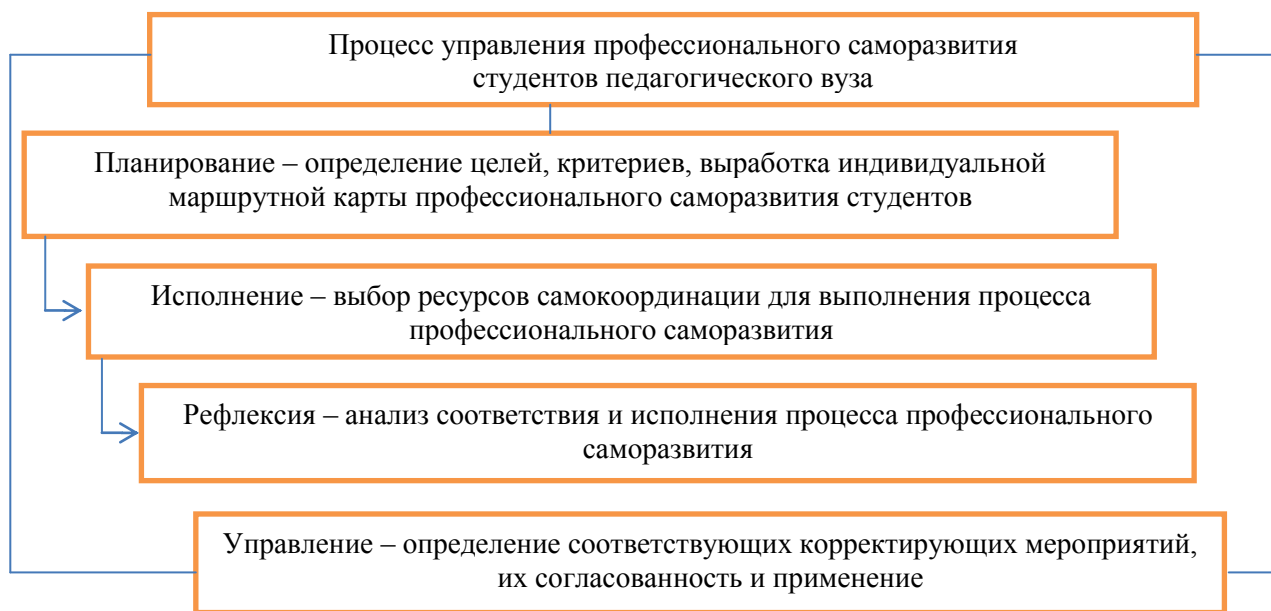 Процесс управления профессионального саморазвития
студентов педагогического вуза
Планирование – определение целей, критериев, выработка индивидуальной
маршрутной карты профессионального саморазвития студентов
Исполнение – выбор ресурсов самокоординации для выполнения процесса
профессионального саморазвития
Рефлексия – анализ соответствия и исполнения процесса профессионального
саморазвития
Управление – определение соответствующих корректирующих мероприятий,
их согласованность и применение